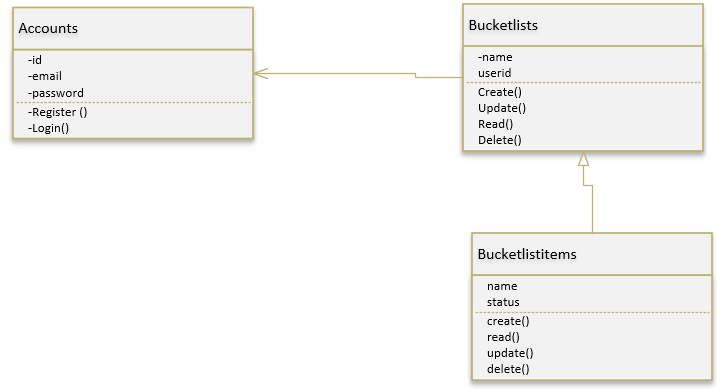 Accounts
-id
-email
-password
-Register ()
-Login()
Bucketlists
-name
userid
Create()
Update()
Read()
Delete()
Bucketlistitems
name
status
create()
read()
update()
delete()